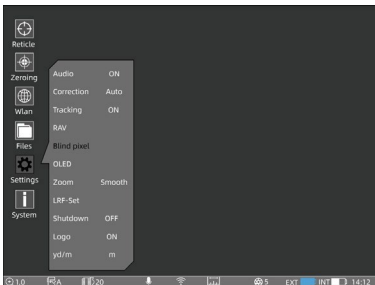 Reticle
Zeroing
Wlan
Files
Settings
System
Audio ON
Correction Auto
Tracking ON
RAV
Blind pixel
OLED
Zoom Smooth
LRF-Set
Shutdown OFF
Logo ON
yd/m m
1.0 A 20 5 EXT INT 14:12